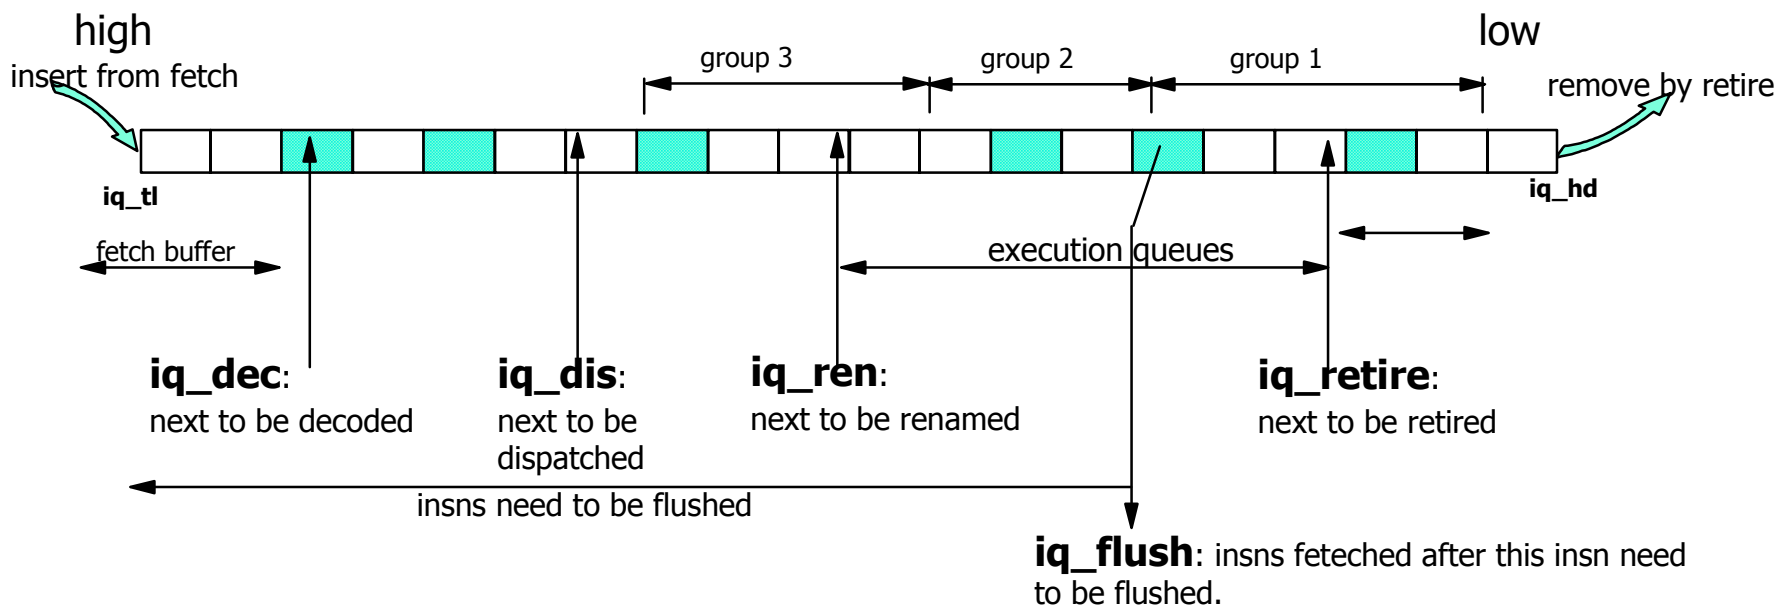 high
low
insert from fetch
group 3
group 2
group 1
remove by retire
iq_tl
iq_hd
fetch buffer
execution queues
iq_dec:
next to be decoded
iq_dis:
next to be
dispatched
iq_ren:
next to be renamed
iq_retire:
next to be retired
insns need to be flushed
iq_flush: insns feteched after this insn need
to be flushed.